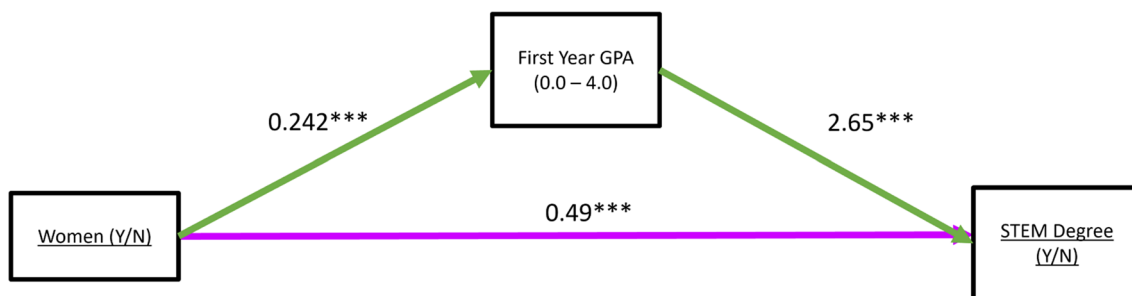 First Year GPA
(0.0 – 4.0)
0.242***
2.65***
Women (Y/N)
0.49***
STEM Degree
(Y/N)